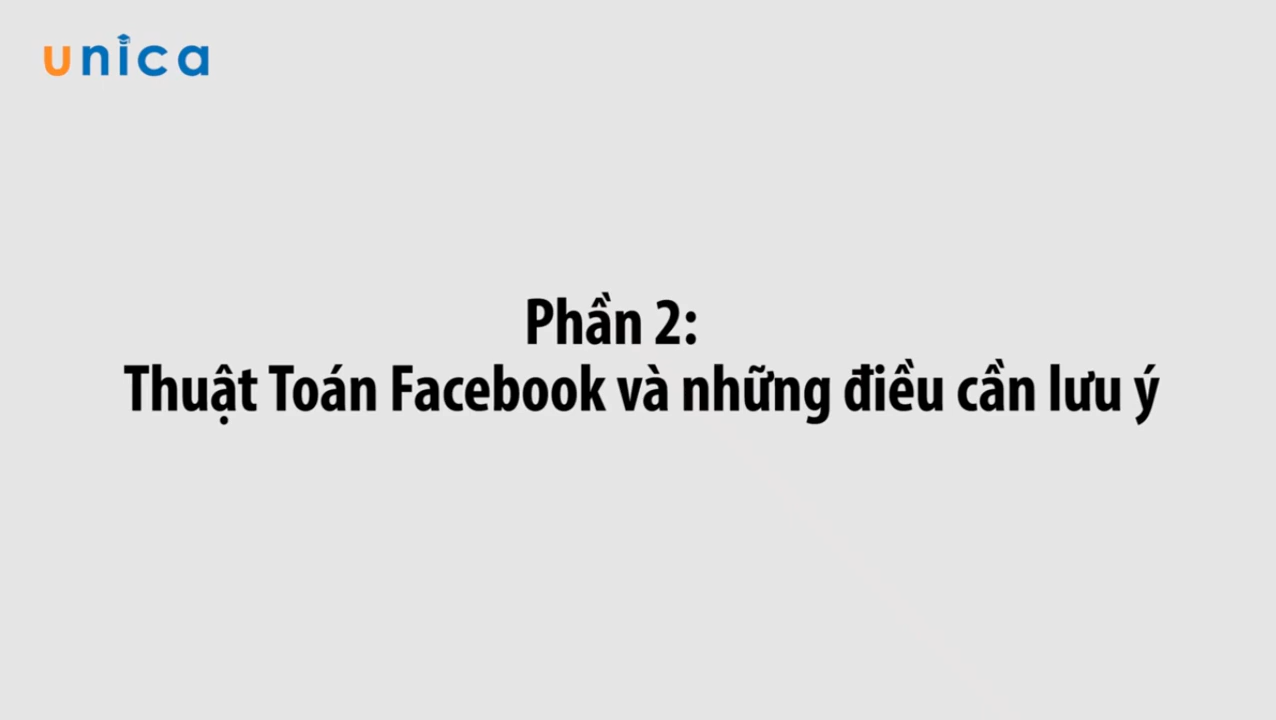 unica
Phần 2:
Thuật Toán Facebook và những điều cần lưu ý